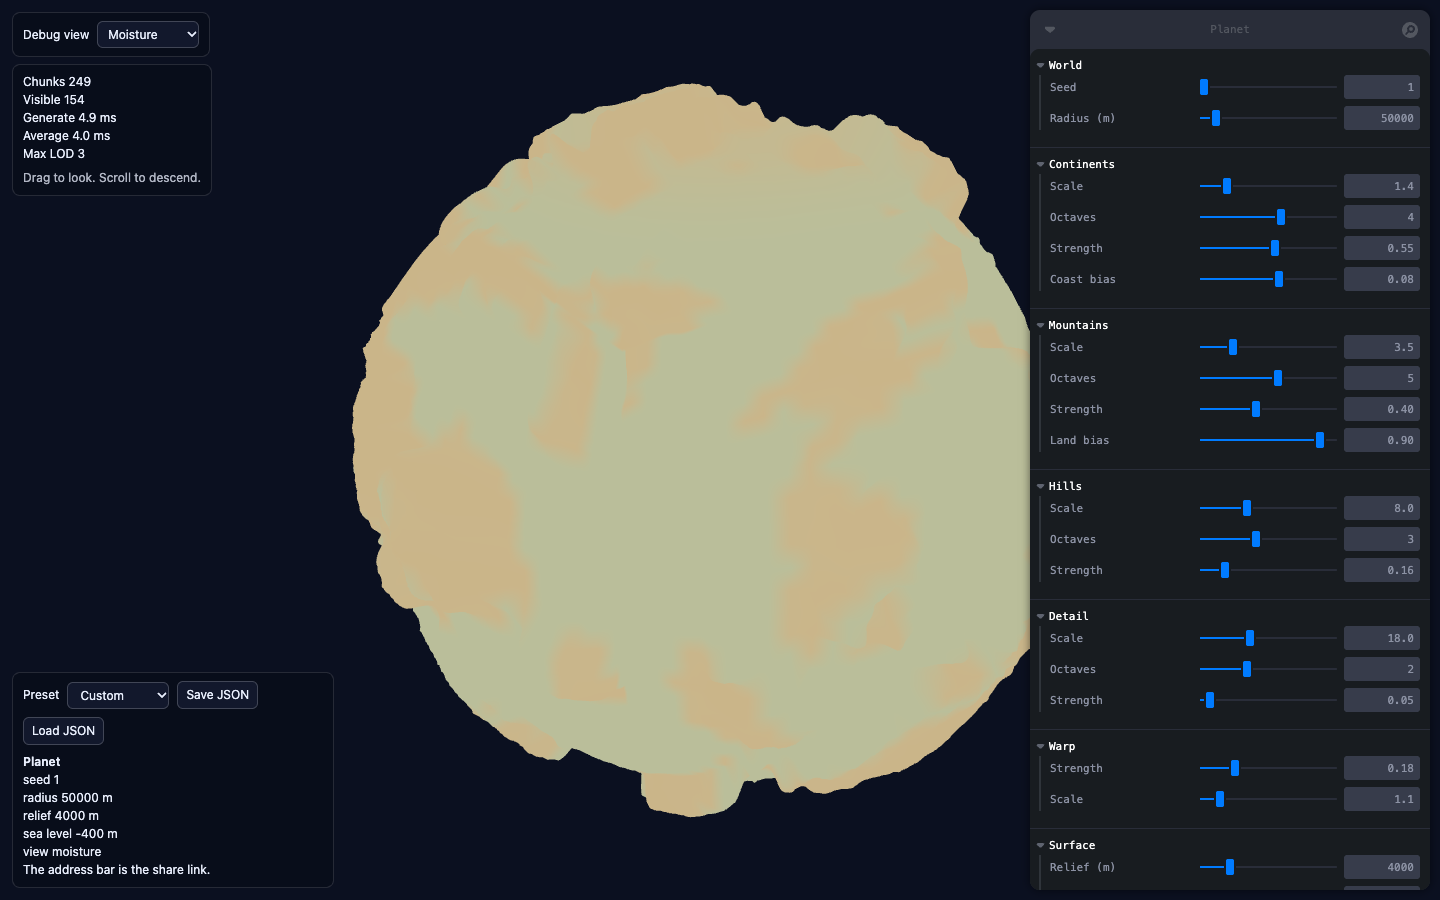 Debug view Moisture
Chunks 249
Visible 154
Generate 4.9 ms
Average 4.0 ms
Max LOD 3
Drag to look. Scroll to descend.
Preset Custom Save JSON
Load JSON
Planet
seed 1
radius 50000 m
relief 4000 m
sea level -400 m
view moisture
The address bar is the share link.
Planet
World
Seed 1
Radius (m) 50000
Continents
Scale 1.4
Octaves 4
Strength 0.55
Coast bias 0.08
Mountains
Scale 3.5
Octaves 5
Strength 0.40
Land bias 0.90
Hills
Scale 8.0
Octaves 3
Strength 0.16
Detail
Scale 18.0
Octaves 2
Strength 0.05
Warp
Strength 0.18
Scale 1.1
Surface
Relief (m) 4000